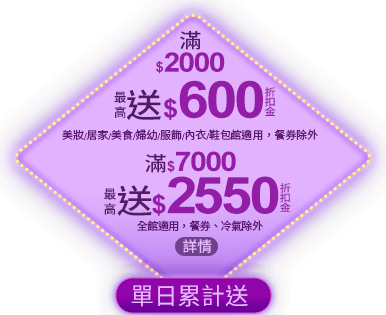 滿
$2000
最高送$600折扣金
美妝/居家/美食/婦幼/服飾/內衣/鞋包館適用，餐券除外
滿$7000
最高送$2550折扣金
全館適用，餐券、冷氣除外
詳情
單日累計送